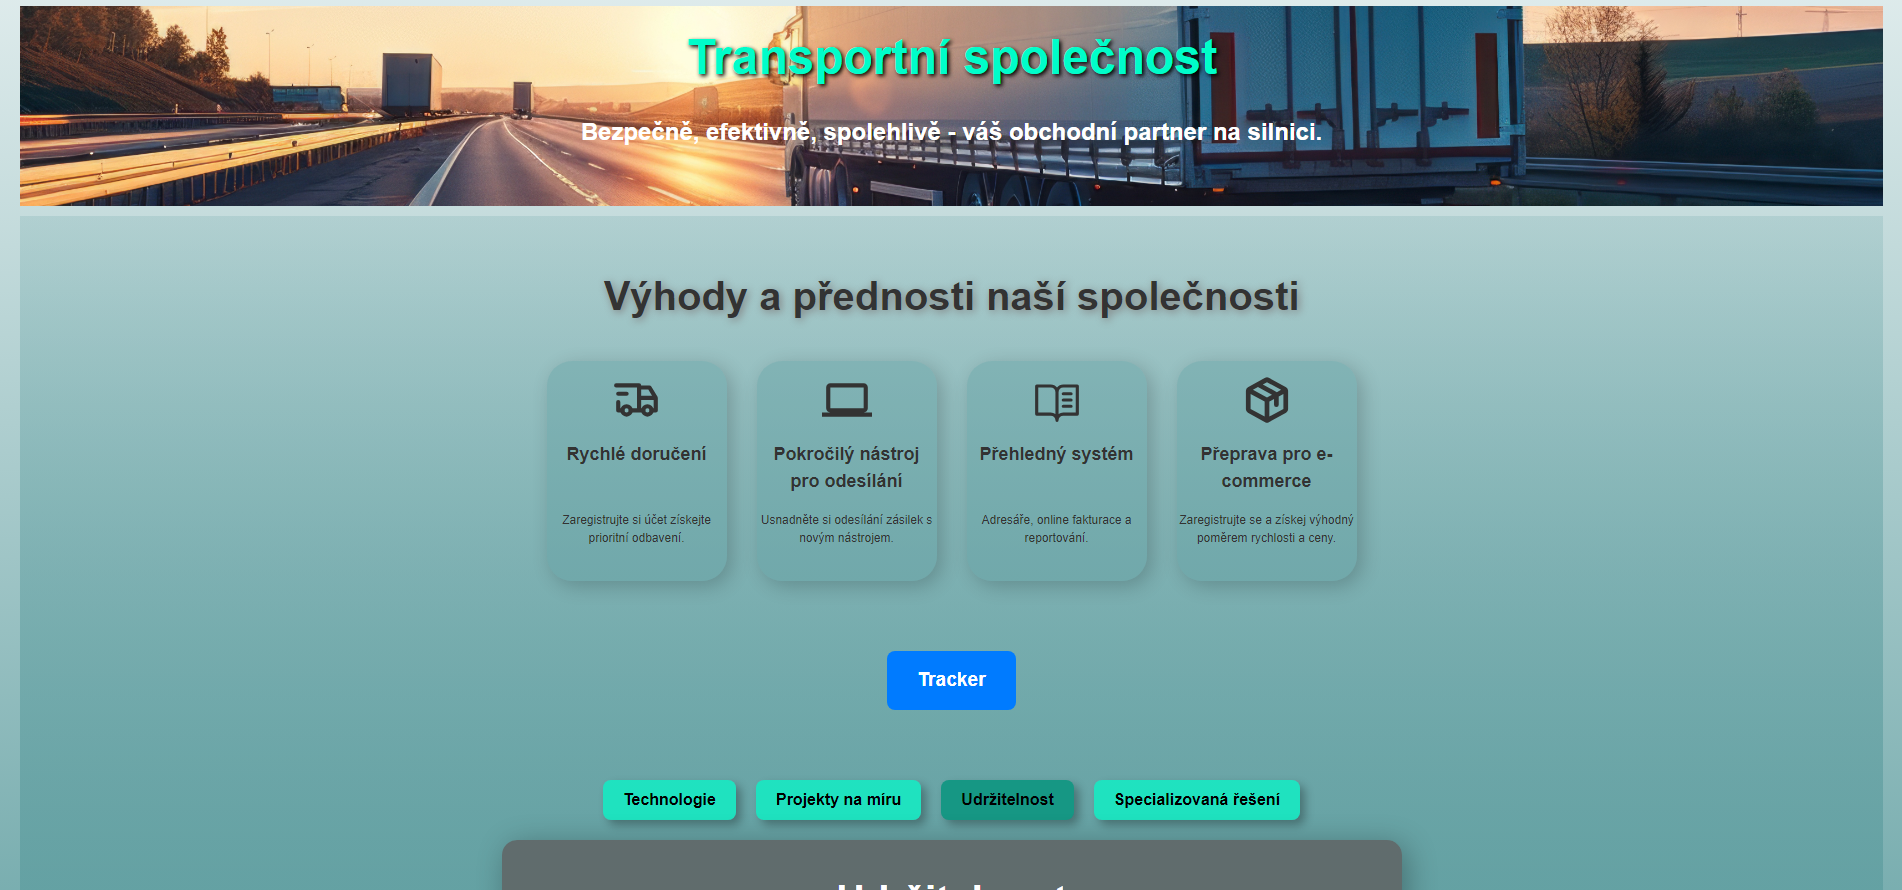 Transportní společnost
Bezpečně, efektivně, spolehlivě - váš obchodní partner na silnici.
Výhody a přednosti naší společnosti
Rychlé doručení
Zaregistrujte si účet získejte
prioritní odbavení.
Pokročilý nástroj
pro odesílání
Usnadněte si odesílání zásilek s
novým nástrojem.
Přehledný systém
Adresáře, online fakturace a
reportování.
Přeprava pro e-
commerce
Zaregistrujte se a získej výhodný
poměrem rychlosti a ceny.
Tracker
Technologie
Projekty na míru
Udržitelnost
Specializovaná řešení